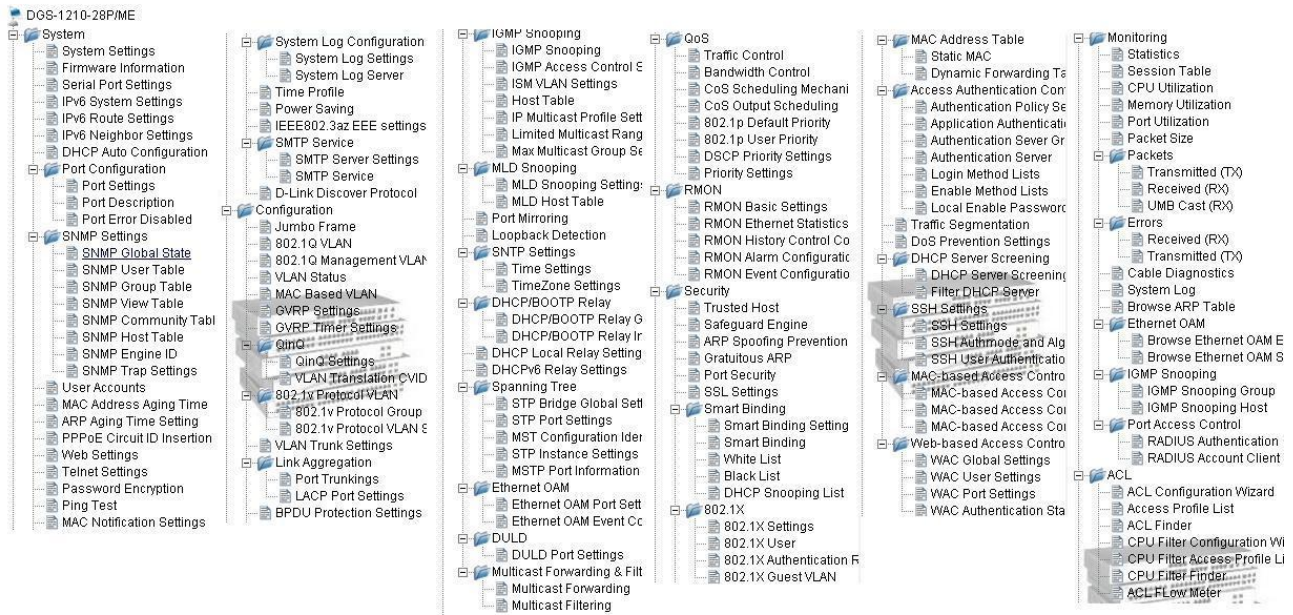 DGS-1210-28P/ME
System
System Settings
Firmware Information
Serial Port Settings
IPv6 System Settings
IPv6 Route Settings
IPv6 Neighbor Settings
DHCP Auto Configuration
Port Configuration
Port Settings
Port Description
Port Error Disabled
SNMP Settings
SNMP Global State
SNMP User Table
SNMP Group Table
SNMP View Table
SNMP Community Tabl
SNMP Host Table
SNMP Engine ID
SNMP Trap Settings
User Accounts
MAC Address Aging Time
ARP Aging Time Setting
PPPoE Circuit ID Insertion
Web Settings
Telnet Settings
Password Encryption
Ping Test
MAC Notification Settings
System Log Configuration
System Log Settings
System Log Server
Time Profile
Power Saving
IEEE802.3az EEE settings
SMTP Service
SMTP Server Settings
SMTP Service
D-Link Discover Protocol
Configuration
Jumbo Frame
802.1Q VLAN
802.1Q Management VLAN
VLAN Status
MAC Based VLAN
GVRP Settings
GVRP Timer Settings
QinQ
QinQ Settings
VLAN Translation CVID
802.1v Protocol VLAN
802.1v Protocol Group
802.1v Protocol VLAN S
VLAN Trunk Settings
Link Aggregation
Port Trunkings
LACP Port Settings
BPDU Protection Settings
IGMP Snooping
IGMP Snooping
IGMP Access Control S
ISM VLAN Settings
Host Table
IP Multicast Profile Sett
Limited Multicast Rang
Max Multicast Group Se
MLD Snooping
MLD Snooping Settings
MLD Host Table
Port Mirroring
Loopback Detection
SNTP Settings
Time Settings
TimeZone Settings
DHCP/BOOTP Relay
DHCP/BOOTP Relay G
DHCP/BOOTP Relay In
DHCP Local Relay Setting
DHCPv6 Relay Settings
Spanning Tree
STP Bridge Global Sett
STP Port Settings
MST Configuration Iden
STP Instance Settings
MSTP Port Information
Ethernet OAM
Ethernet OAM Port Sett
Ethernet OAM Event Co
DULD
DULD Port Settings
Multicast Forwarding & Filt
Multicast Forwarding
Multicast Filtering
QoS
Traffic Control
Bandwidth Control
CoS Scheduling Mechani
CoS Output Scheduling
802.1p Default Priority
802.1p User Priority
DSCP Priority Settings
Priority Settings
RMON
RMON Basic Settings
RMON Ethernet Statistics
RMON History Control Co
RMON Alarm Configuratic
RMON Event Configuratio
Security
Trusted Host
Safeguard Engine
ARP Spoofing Prevention
Gratuitous ARP
Port Security
SSL Settings
Smart Binding
Smart Binding Setting
Smart Binding
White List
Black List
DHCP Snooping List
802.1X
802.1X Settings
802.1X User
802.1X Authentication R
802.1X Guest VLAN
MAC Address Table
Static MAC
Dynamic Forwarding Ta
Access Authentication Con
Authentication Policy Se
Application Authenticati
Authentication Sever Gr
Authentication Server
Login Method Lists
Enable Method Lists
Local Enable Password
Traffic Segmentation
DoS Prevention Settings
DHCP Server Screening
DHCP Server Screening
Filter DHCP Server
SSH Settings
SSH Settings
SSH Authmode and Alg
SSH User Authenticatio
MAC-based Access Contro
MAC-based Access Co
MAC-based Access Co
MAC-based Access Co
Web-based Access Contro
WAC Global Settings
WAC User Settings
WAC Port Settings
WAC Authentication Sta
Monitoring
Statistics
Session Table
CPU Utilization
Memory Utilization
Port Utilization
Packet Size
Packets
Transmitted (TX)
Received (RX)
UMB Cast (RX)
Errors
Received (RX)
Transmitted (TX)
Cable Diagnostics
System Log
Browse ARP Table
Ethernet OAM
Browse Ethernet OAM E
Browse Ethernet OAM S
IGMP Snooping
IGMP Snooping Group
IGMP Snooping Host
Port Access Control
RADIUS Authentication
RADIUS Account Client
ACL
ACL Configuration Wizard
Access Profile List
ACL Finder
CPU Filter Configuration Wi
CPU Filter Access Profile Li
CPU Filter Finder
ACL FLow Meter